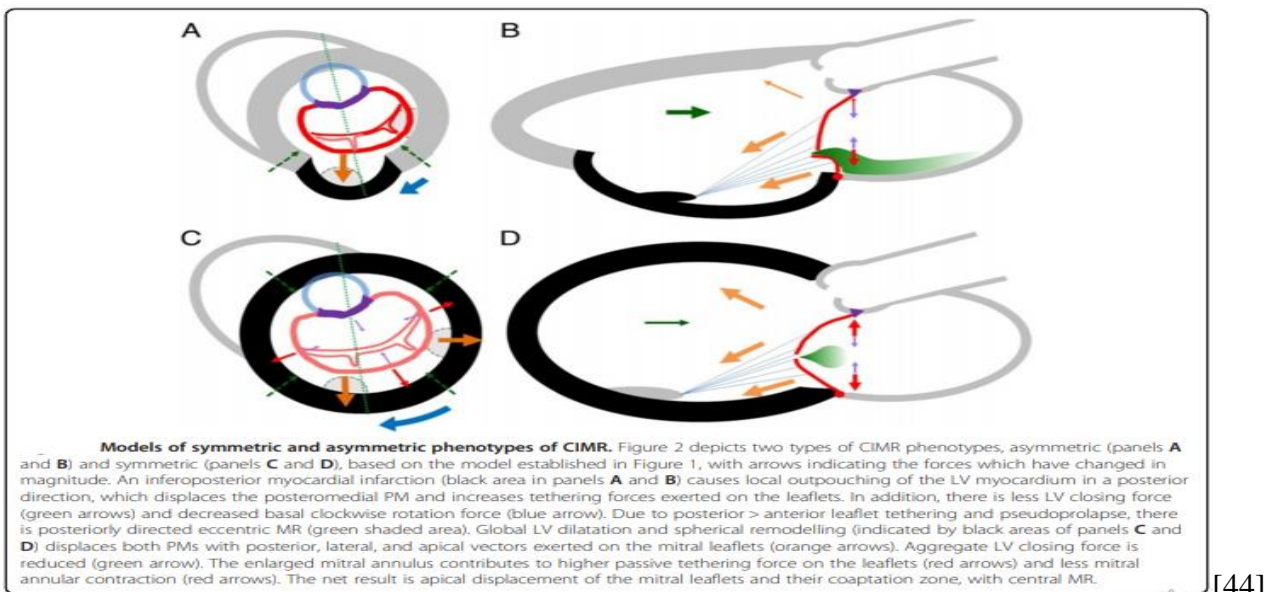 A
B
C
D
Models of symmetric and asymmetric phenotypes of CIMR. Figure 2 depicts two types of CIMR phenotypes, asymmetric (panels A
and B) and symmetric (panels C and D), based on the model established in Figure 1, with arrows indicating the forces which have changed in
magnitude. An inferoposterior myocardial infarction (black area in panels A and B) causes local outpouching of the LV myocardium in a posterior
direction, which displaces the posteromedial PM and increases tethering forces exerted on the leaflets. In addition, there is less LV closing force
(green arrows) and decreased basal clockwise rotation force (blue arrow). Due to posterior > anterior leaflet tethering and pseudoprolapse, there
is posteriorly directed eccentric MR (green shaded area). Global LV dilatation and spherical remodelling (indicated by black areas of panels C and
D) displaces both PMs with posterior, lateral, and apical vectors exerted on the mitral leaflets (orange arrows). Aggregate LV closing force is
reduced (green arrow). The enlarged mitral annulus contributes to higher passive tethering force on the leaflets (red arrows) and less mitral
annular contraction (red arrows). The net result is apical displacement of the mitral leaflets and their coaptation zone, with central MR.
[44]